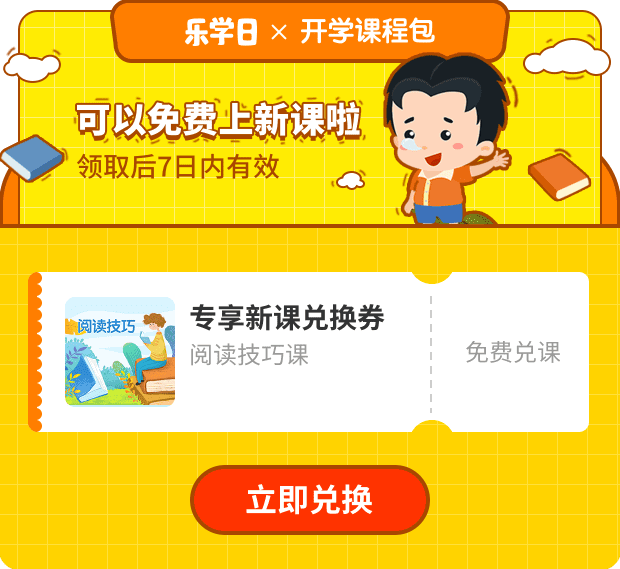 乐学日 × 开学课程包
可以免费上新课啦
领取后7日内有效
阅读技巧
专享新课兑换券
阅读技巧课
免费兑课
立即兑换